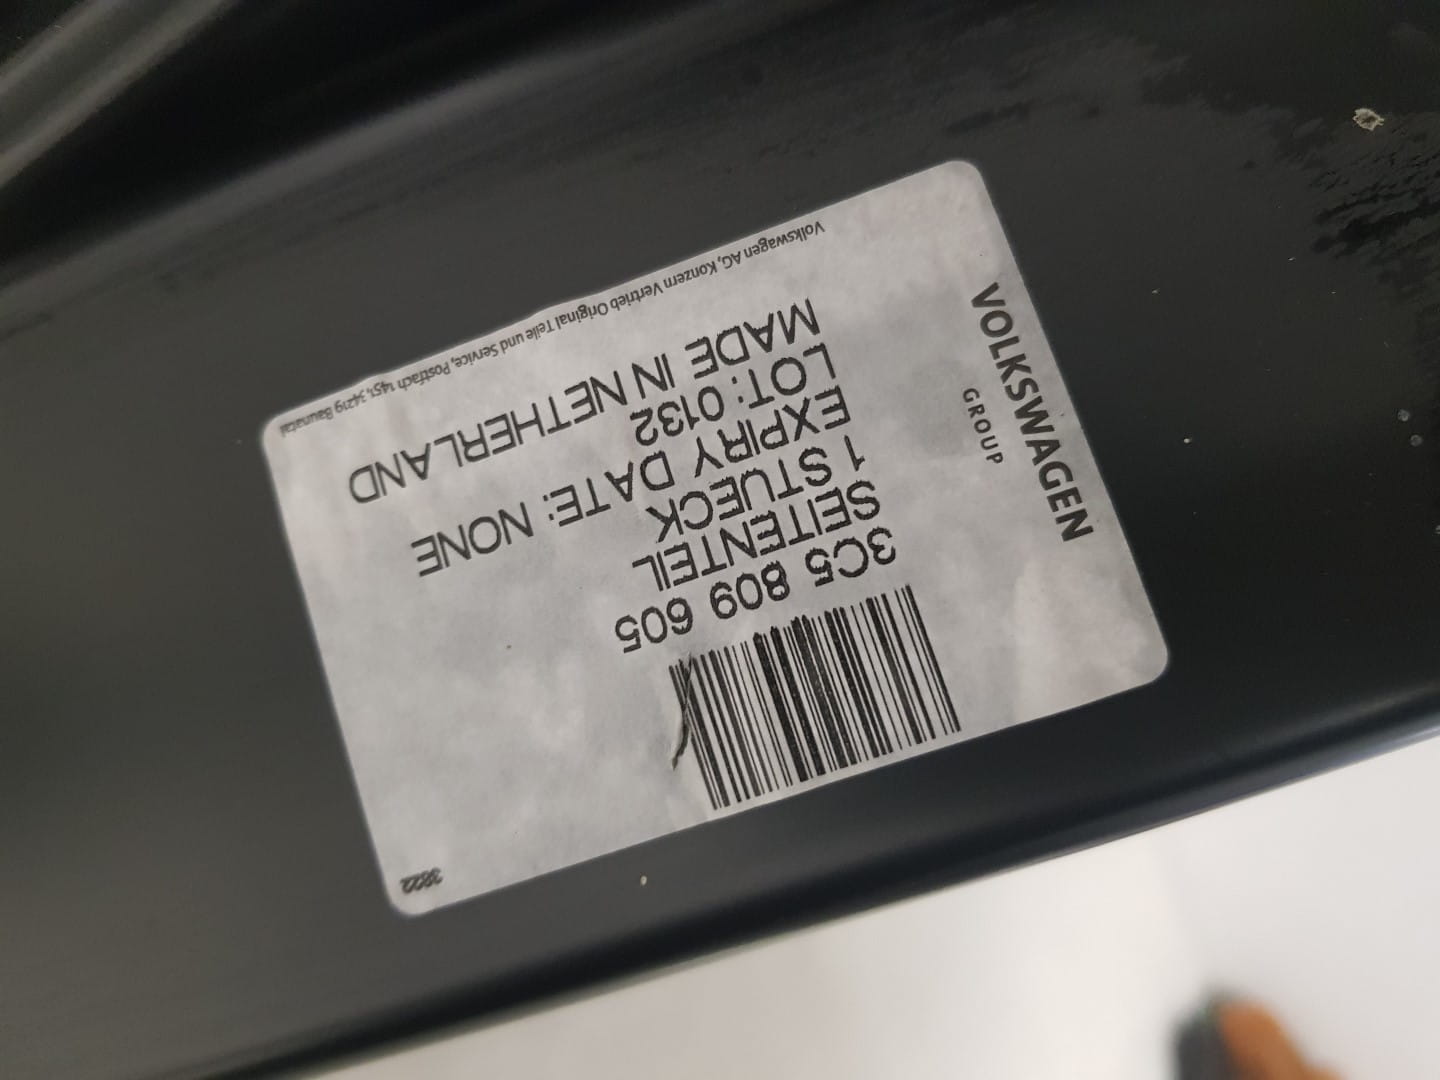 VOLKSWAGEN
GROUP
3C5 809 605
SEITENTEIL
1 STUECK
EXPIRY DATE: NONE
LOT: 0132
MADE IN NETHERLAND
Volkswagen AG, Konzern Vertrieb Original Teile und Service, Postfach 1451, 34219 Baunatal
3822